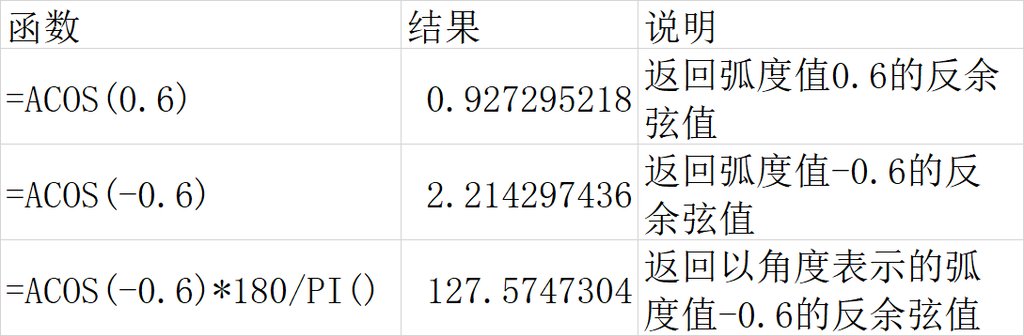 函数 结果 说明
=ACOS(0.6) 0.927295218 返回弧度值0.6的反余
弦值
=ACOS(-0.6) 2.214297436 返回弧度值-0.6的反
余弦值
=ACOS(-0.6)*180/PI() 127.5747304 返回以角度表示的弧
度值-0.6的反余弦值